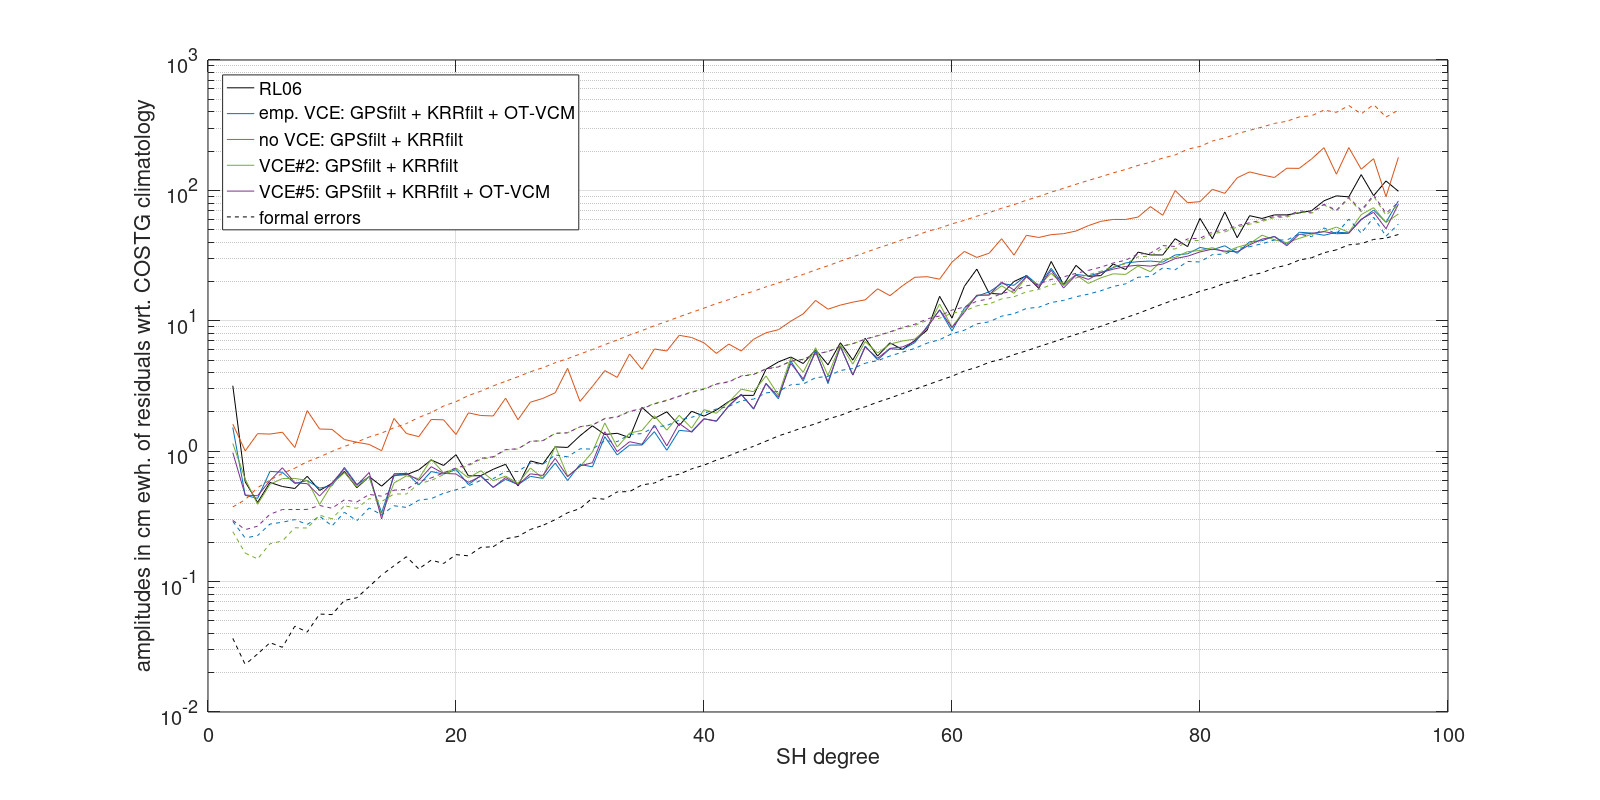 10^3
10^2
10^1
10^0
10^-1
10^-2
amplitudes in cm ewh. of residuals wrt. COSTG climatology
RL06
emp. VCE: GPSfilt + KRRfilt + OT-VCM
no VCE: GPSfilt + KRRfilt
VCE#2: GPSfilt + KRRfilt
VCE#5: GPSfilt + KRRfilt + OT-VCM
formal errors
0 20 40 60 80 100
SH degree